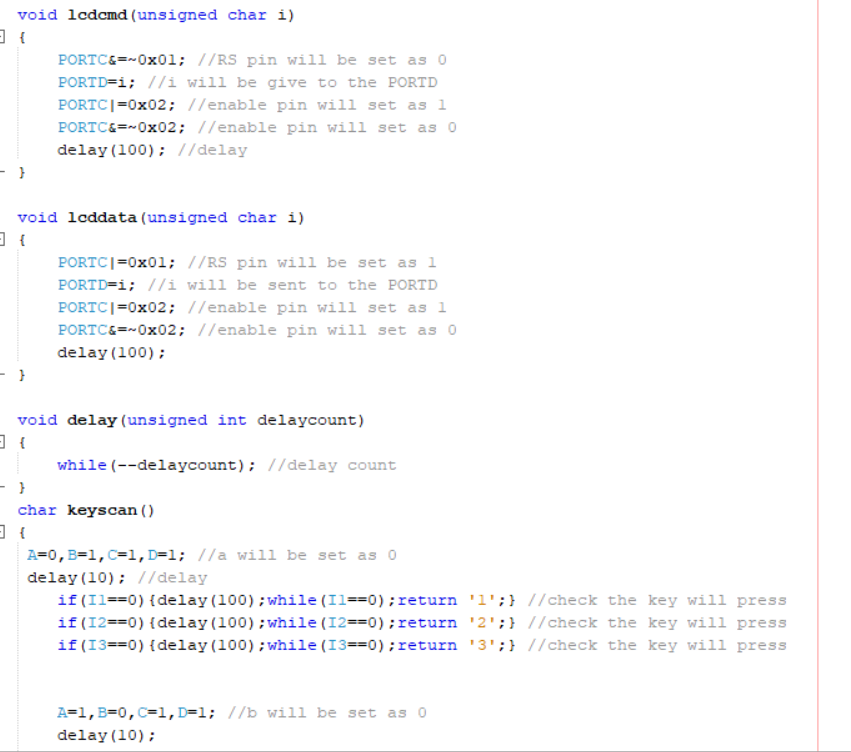 void lcdcmd(unsigned char i)
{
PORTC&=~0x01; //RS pin will be set as 0
PORTD=i; //i will be give to the PORTD
PORTC|=0x02; //enable pin will set as 1
PORTC&=~0x02; //enable pin will set as 0
delay(100); //delay
}
void lcddata(unsigned char i)
{
PORTC|=0x01; //RS pin will be set as 1
PORTD=i; //i will be sent to the PORTD
PORTC|=0x02; //enable pin will set as 1
PORTC&=~0x02; //enable pin will set as 0
delay(100);
}
void delay(unsigned int delaycount)
{
while(--delaycount); //delay count
}
char keyscan()
{
A=0,B=1,C=1,D=1; //a will be set as 0
delay(10); //delay
if(I1==0){delay(100);while(I1==0);return '1';} //check the key will press
if(I2==0){delay(100);while(I2==0);return '2';} //check the key will press
if(I3==0){delay(100);while(I3==0);return '3';} //check the key will press
A=1,B=0,C=1,D=1; //b will be set as 0
delay(10);